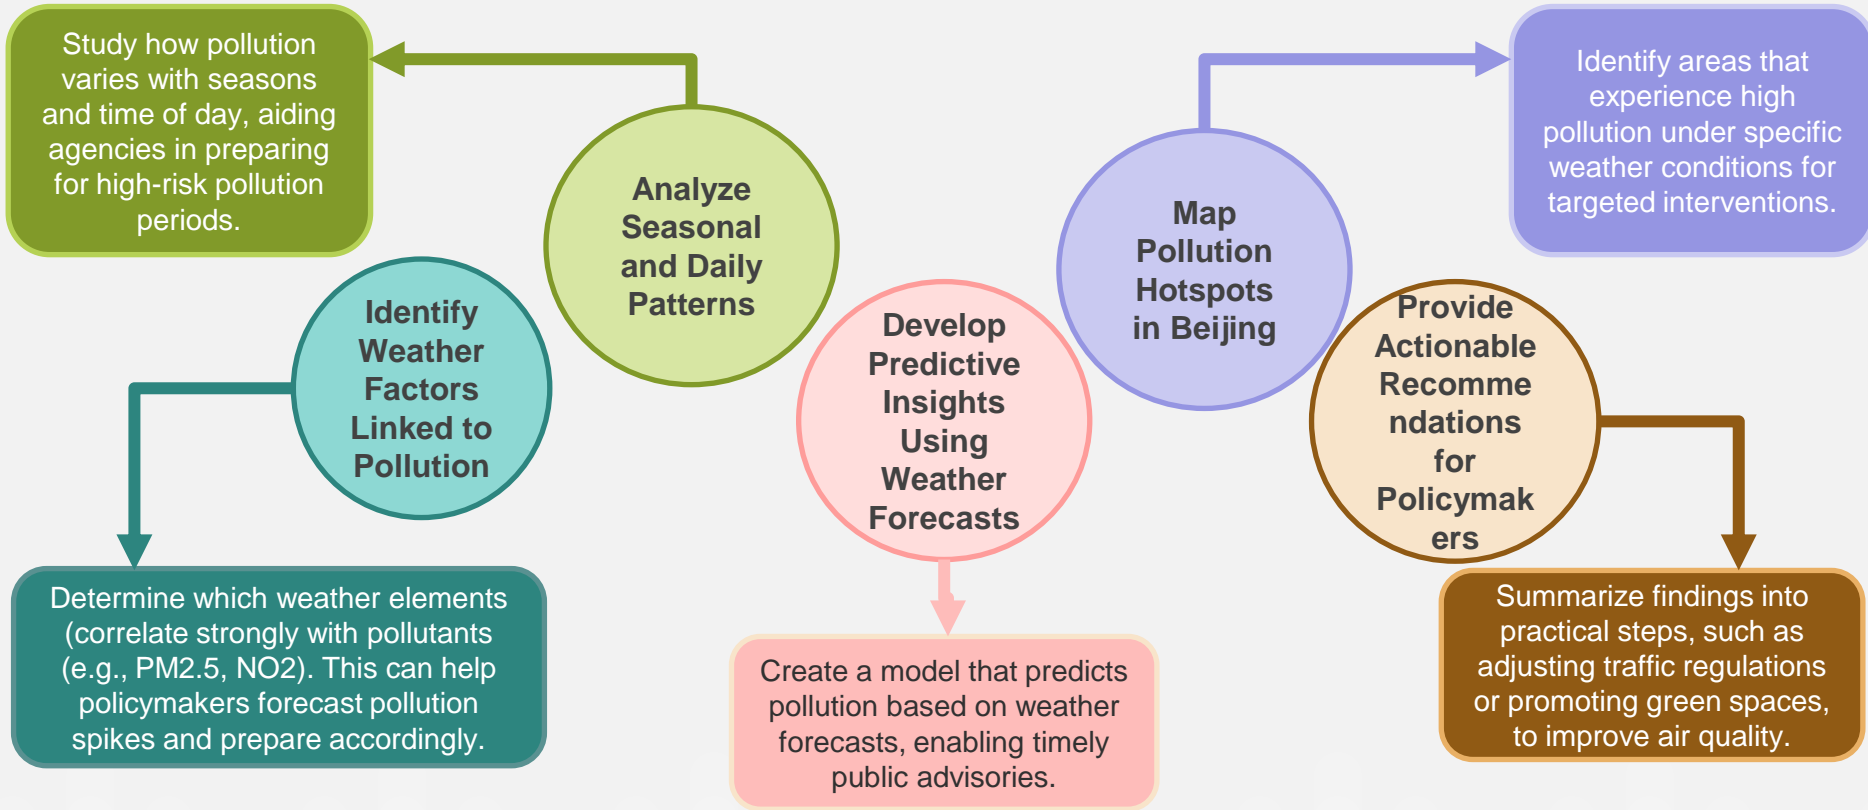 Study how pollution
varies with seasons
and time of day, aiding
agencies in preparing
for high-risk pollution
periods.
Analyze
Seasonal
and Daily
Patterns
Map
Pollution
Hotspots
in Beijing
Identify areas that
experience high
pollution under specific
weather conditions for
targeted interventions.
Identify
Weather
Factors
Linked to
Pollution
Develop
Predictive
Insights
Using
Weather
Forecasts
Provide
Actionable
Recomme
ndations
for
Policymak
ers
Determine which weather elements
(correlate strongly with pollutants
(e.g., PM2.5, NO2). This can help
policymakers forecast pollution
spikes and prepare accordingly.
Create a model that predicts
pollution based on weather
forecasts, enabling timely
public advisories.
Summarize findings into
practical steps, such as
adjusting traffic regulations
or promoting green spaces,
to improve air quality.